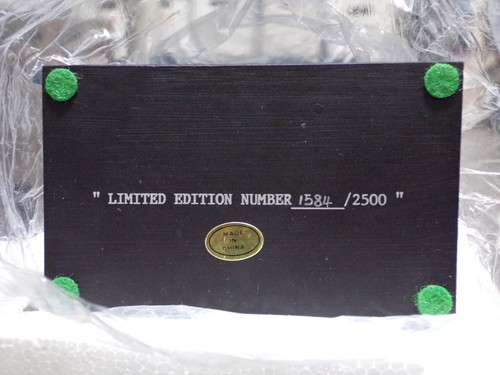 " LIMITED EDITION NUMBER 1584 /2500 "
MADE
IN
CHINA